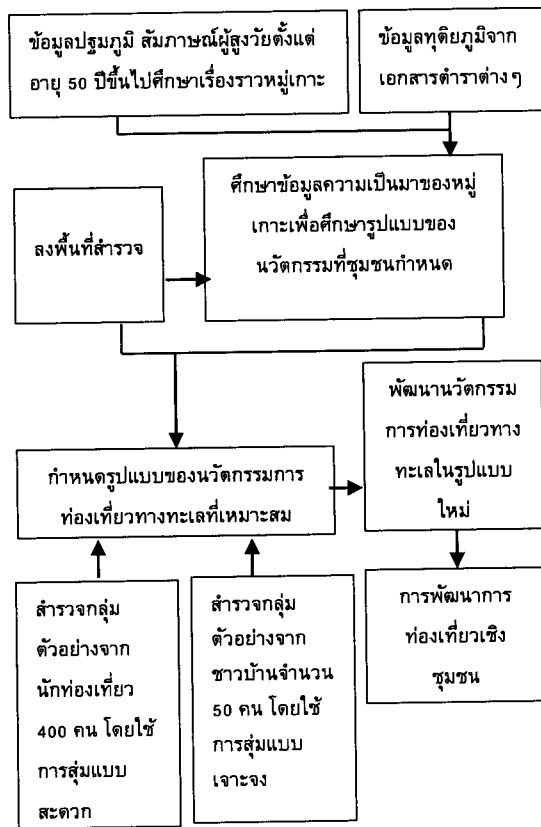 ข้อมูลปฐมภูมิ สัมภาษณ์ผู้สูงวัยตั้งแต่
อายุ 50 ปีขึ้นไปศึกษาเรื่องราวหมู่เกาะ
ข้อมูลทุติยภูมิจาก
เอกสารตำราต่างๆ
ศึกษาข้อมูลความเป็นมาของหมู่
เกาะเพื่อศึกษารูปแบบของ
นวัตกรรมที่ชุมชนกำหนด
ลงพื้นที่สำรวจ
พัฒนานวัตกรรม
การท่องเที่ยวทาง
ทะเลในรูปแบบ
ใหม่
กำหนดรูปแบบของนวัตกรรมการ
ท่องเที่ยวทางทะเลที่เหมาะสม
สำรวจกลุ่ม
ตัวอย่างจาก
นักท่องเที่ยว
400 คน โดยใช้
การสุ่มแบบ
สะดวก
สำรวจกลุ่ม
ตัวอย่างจาก
ชาวบ้านจำนวน
50 คน โดยใช้
การสุ่มแบบ
เจาะจง
การพัฒนาการ
ท่องเที่ยวเชิง
ชุมชน